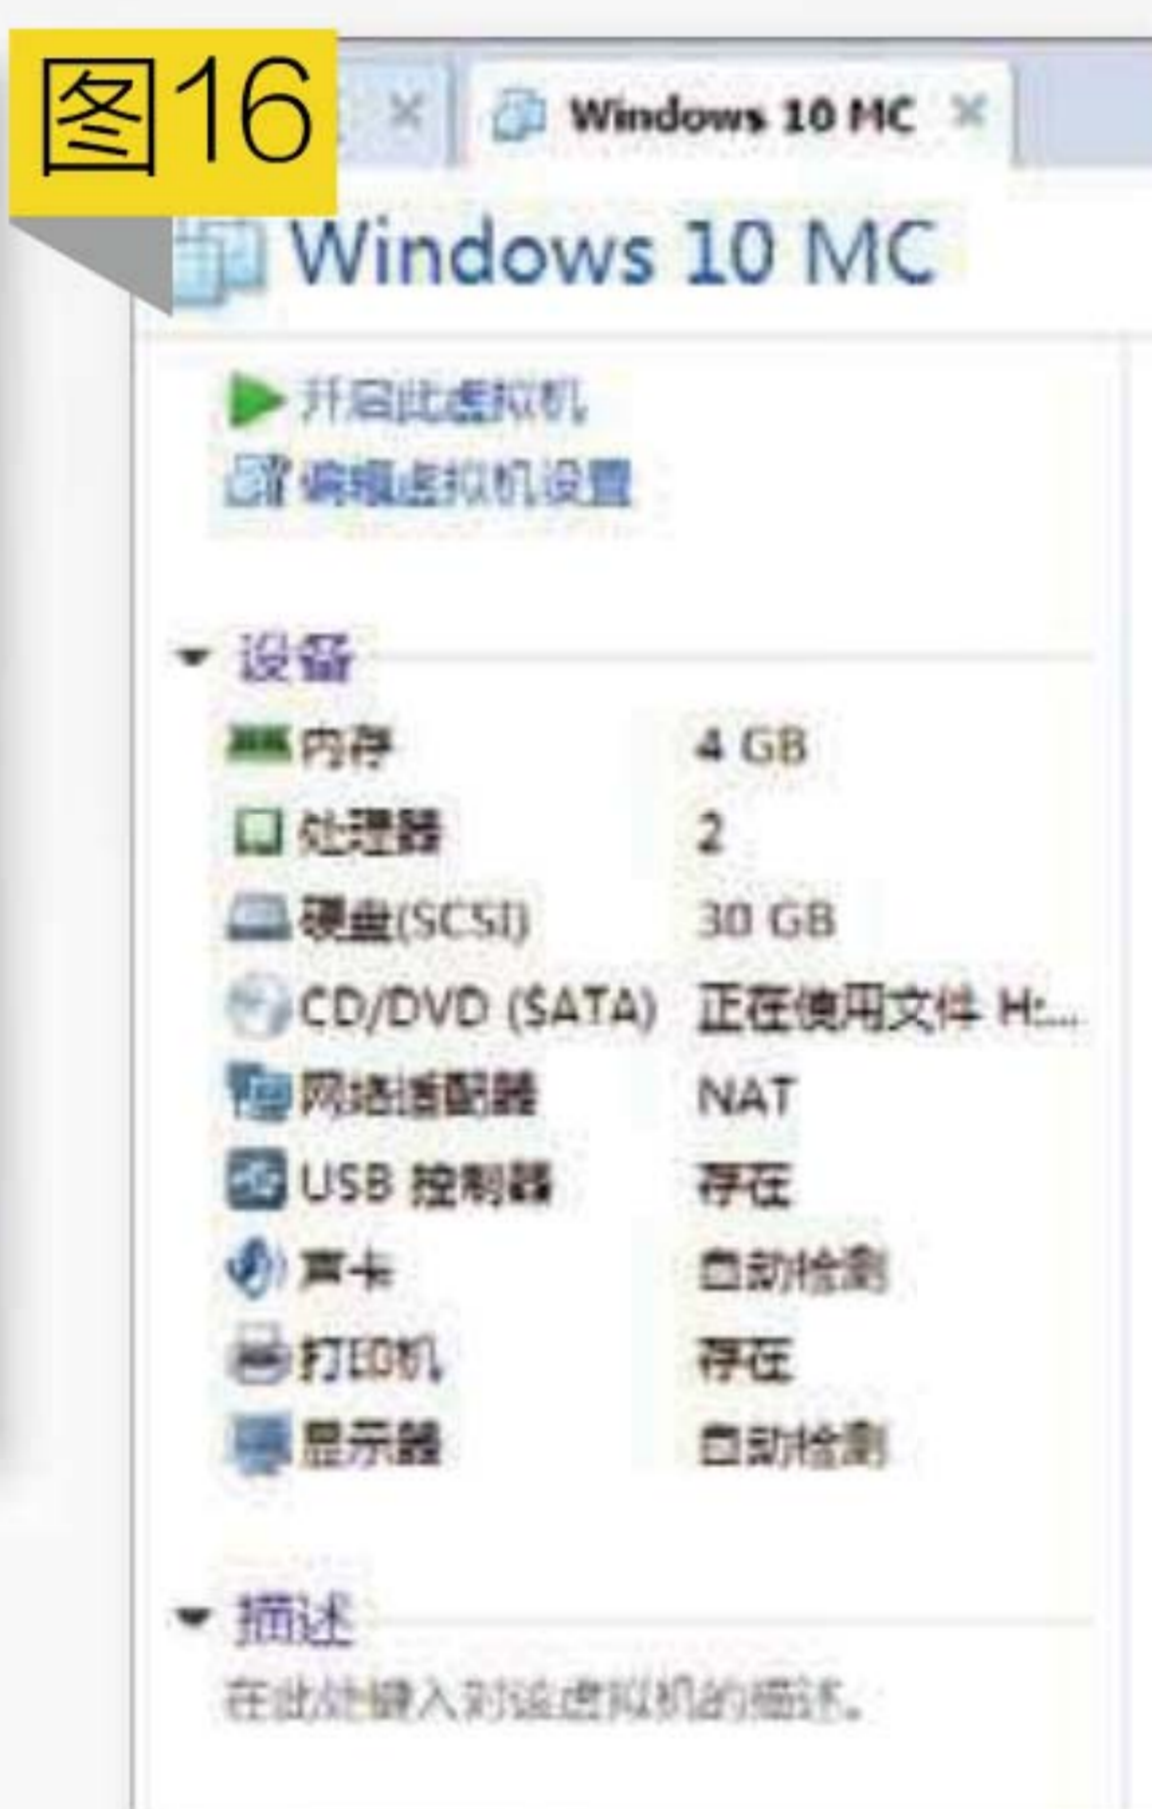 图16
Windows 10 MC
Windows 10 MC
开启此虚拟机
编辑虚拟机设置
设备
内存 4 GB
处理器 2
硬盘(SCSI) 30 GB
CD/DVD (SATA) 正在使用文件 H:...
网络适配器 NAT
USB 控制器 存在
声卡 自动检测
打印机 存在
显示器 自动检测
描述
在此处键入对该虚拟机的描述。